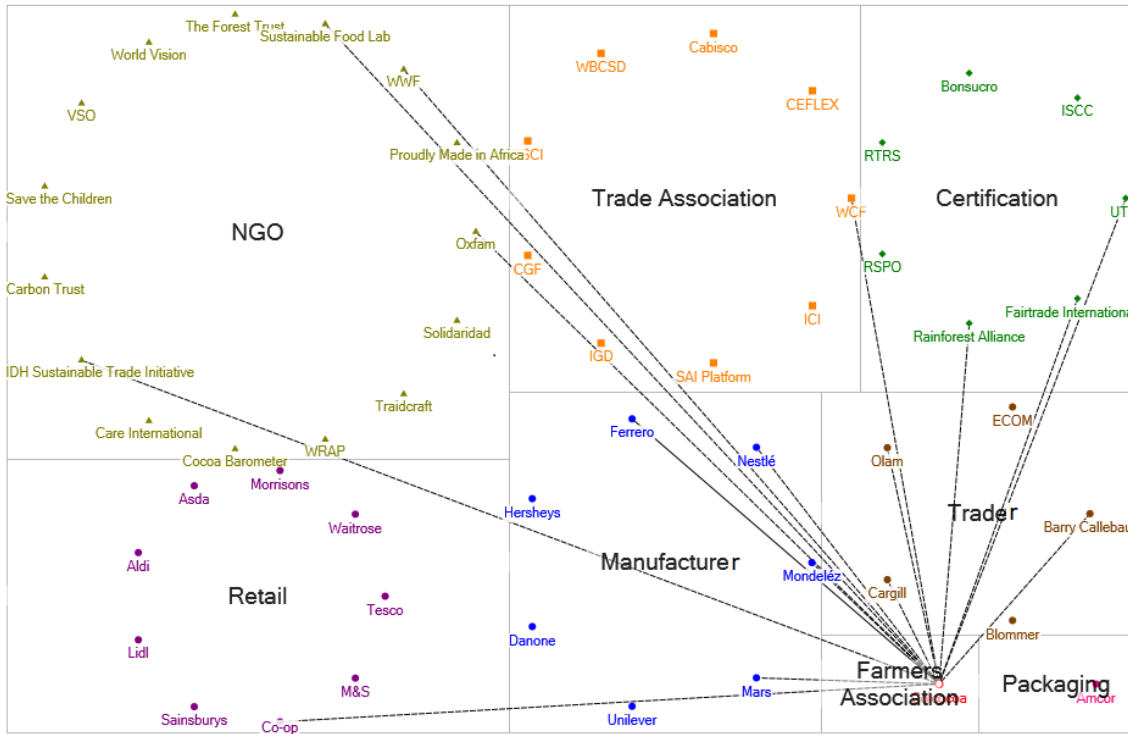 The Forest Trust
Sustainable Food Lab
World Vision
WWF
VSO
Proudly Made in Africa
Save the Children
NGO
Oxfam
Carbon Trust
Solidaridad
IDH Sustainable Trade Initiative
Traidcraft
Care International
WRAP
Cocoa Barometer
Cabisco
WBCSD
CEFLEX
SCI
Trade Association
WCF
CGF
ICI
IGD
SAI Platform
Bonsucro
ISCC
RTRS
Certification
RSPO
Fairtrade Internationa
Rainforest Alliance
Morrisons
Asda
Waitrose
Aldi
Retail
Tesco
Lidl
M&S
Sainsburys
Co-op
Ferrero
Nestlé
Hersheys
Manufacturer
Mondeléz
Danone
Mars
Unilever
ECOM
Olam
Trader
Barry Callebau
Cargill
Blommer
Farmers
Association
Packaging
Amcor